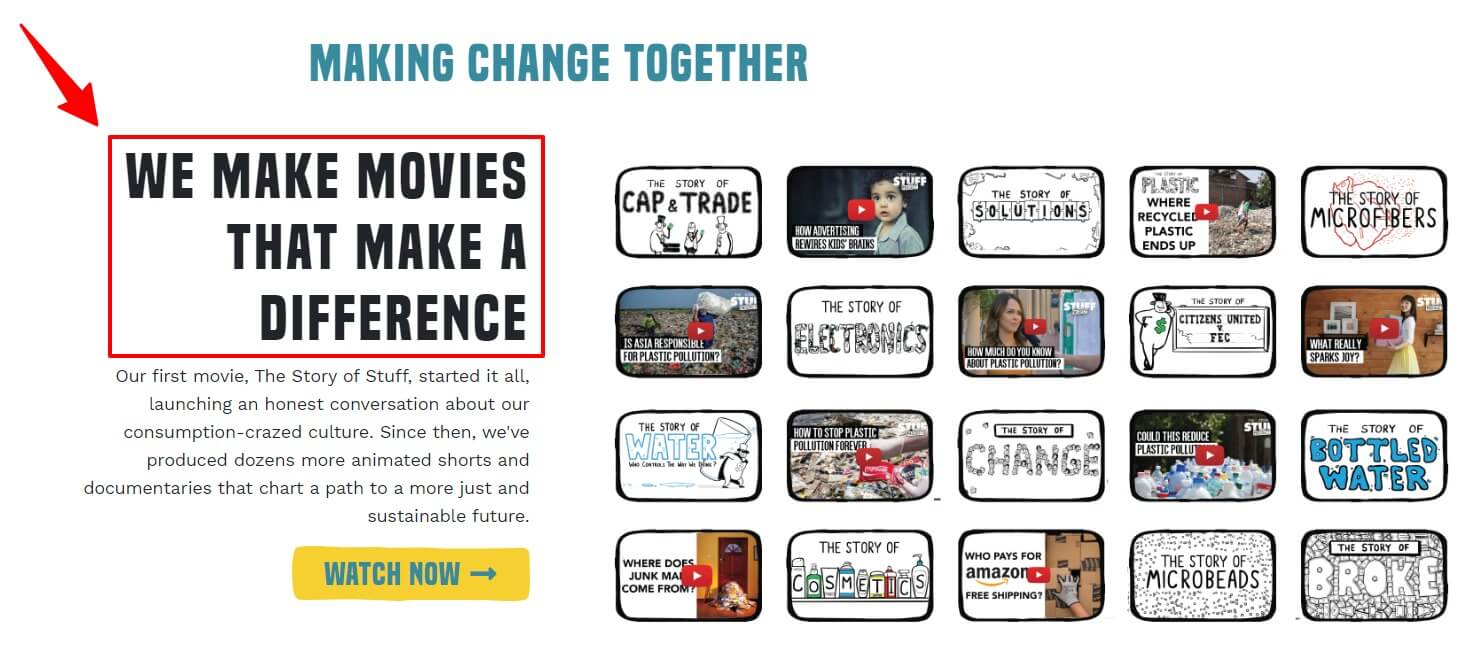 MAKING CHANGE TOGETHER
WE MAKE MOVIES
THAT MAKE A
DIFFERENCE
Our first movie, The Story of Stuff, started it all,
launching an honest conversation about our
consumption-crazed culture. Since then, we've
produced dozens more animated shorts and
documentaries that chart a path to a more just and
sustainable future.
WATCH NOW
THE STORY OF
CAP & TRADE
STUFF
HOW ADVERTISING
REWIRES KIDS' BRAINS
THE STORY OF
SOLUTIONS
PLASTIC
WHERE
RECYCLED
PLASTIC
ENDS UP
THE STORY OF
MICROFIBERS
IS ASIA RESPONSIBLE
FOR PLASTIC POLLUTION?
THE STORY OF
ELECTRONICS
HOW MUCH DO YOU KNOW
ABOUT PLASTIC POLLUTION?
THE STORY OF
CITIZENS UNITED
v.
FEC
WHAT REALLY
SPARKS JOY?
THE STORY OF
WATER
WHO CONTROLS THE WAY WE DRINK?
HOW TO STOP PLASTIC
POLLUTION FOREVER
THE STORY OF
CHANGE
COULD THIS REDUCE
PLASTIC
THE STORY OF
BOTTLED
WATER
WHERE DOES
JUNK
COME FROM?
THE STORY OF
COSMETICS
WHO PAYS FOR
amazon
FREE SHIPPING?
THE STORY OF
MICROBEADS
THE STORY OF
BROKE